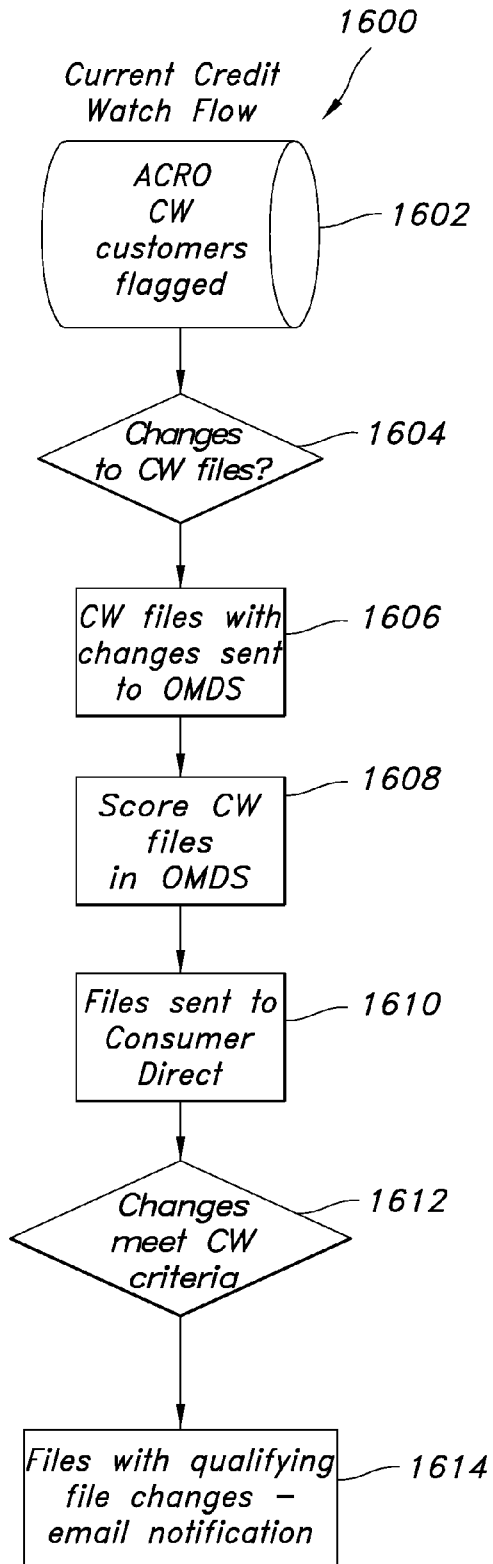 1600
Current Credit
Watch Flow
ACRO
CW
customers
flagged
1602
Changes
to CW files?
1604
CW files with
changes sent
to OMDS
1606
Score CW
files
in OMDS
1608
Files sent to
Consumer
Direct
1610
Changes
meet CW
criteria
1612
Files with qualifying
file changes –
email notification
1614